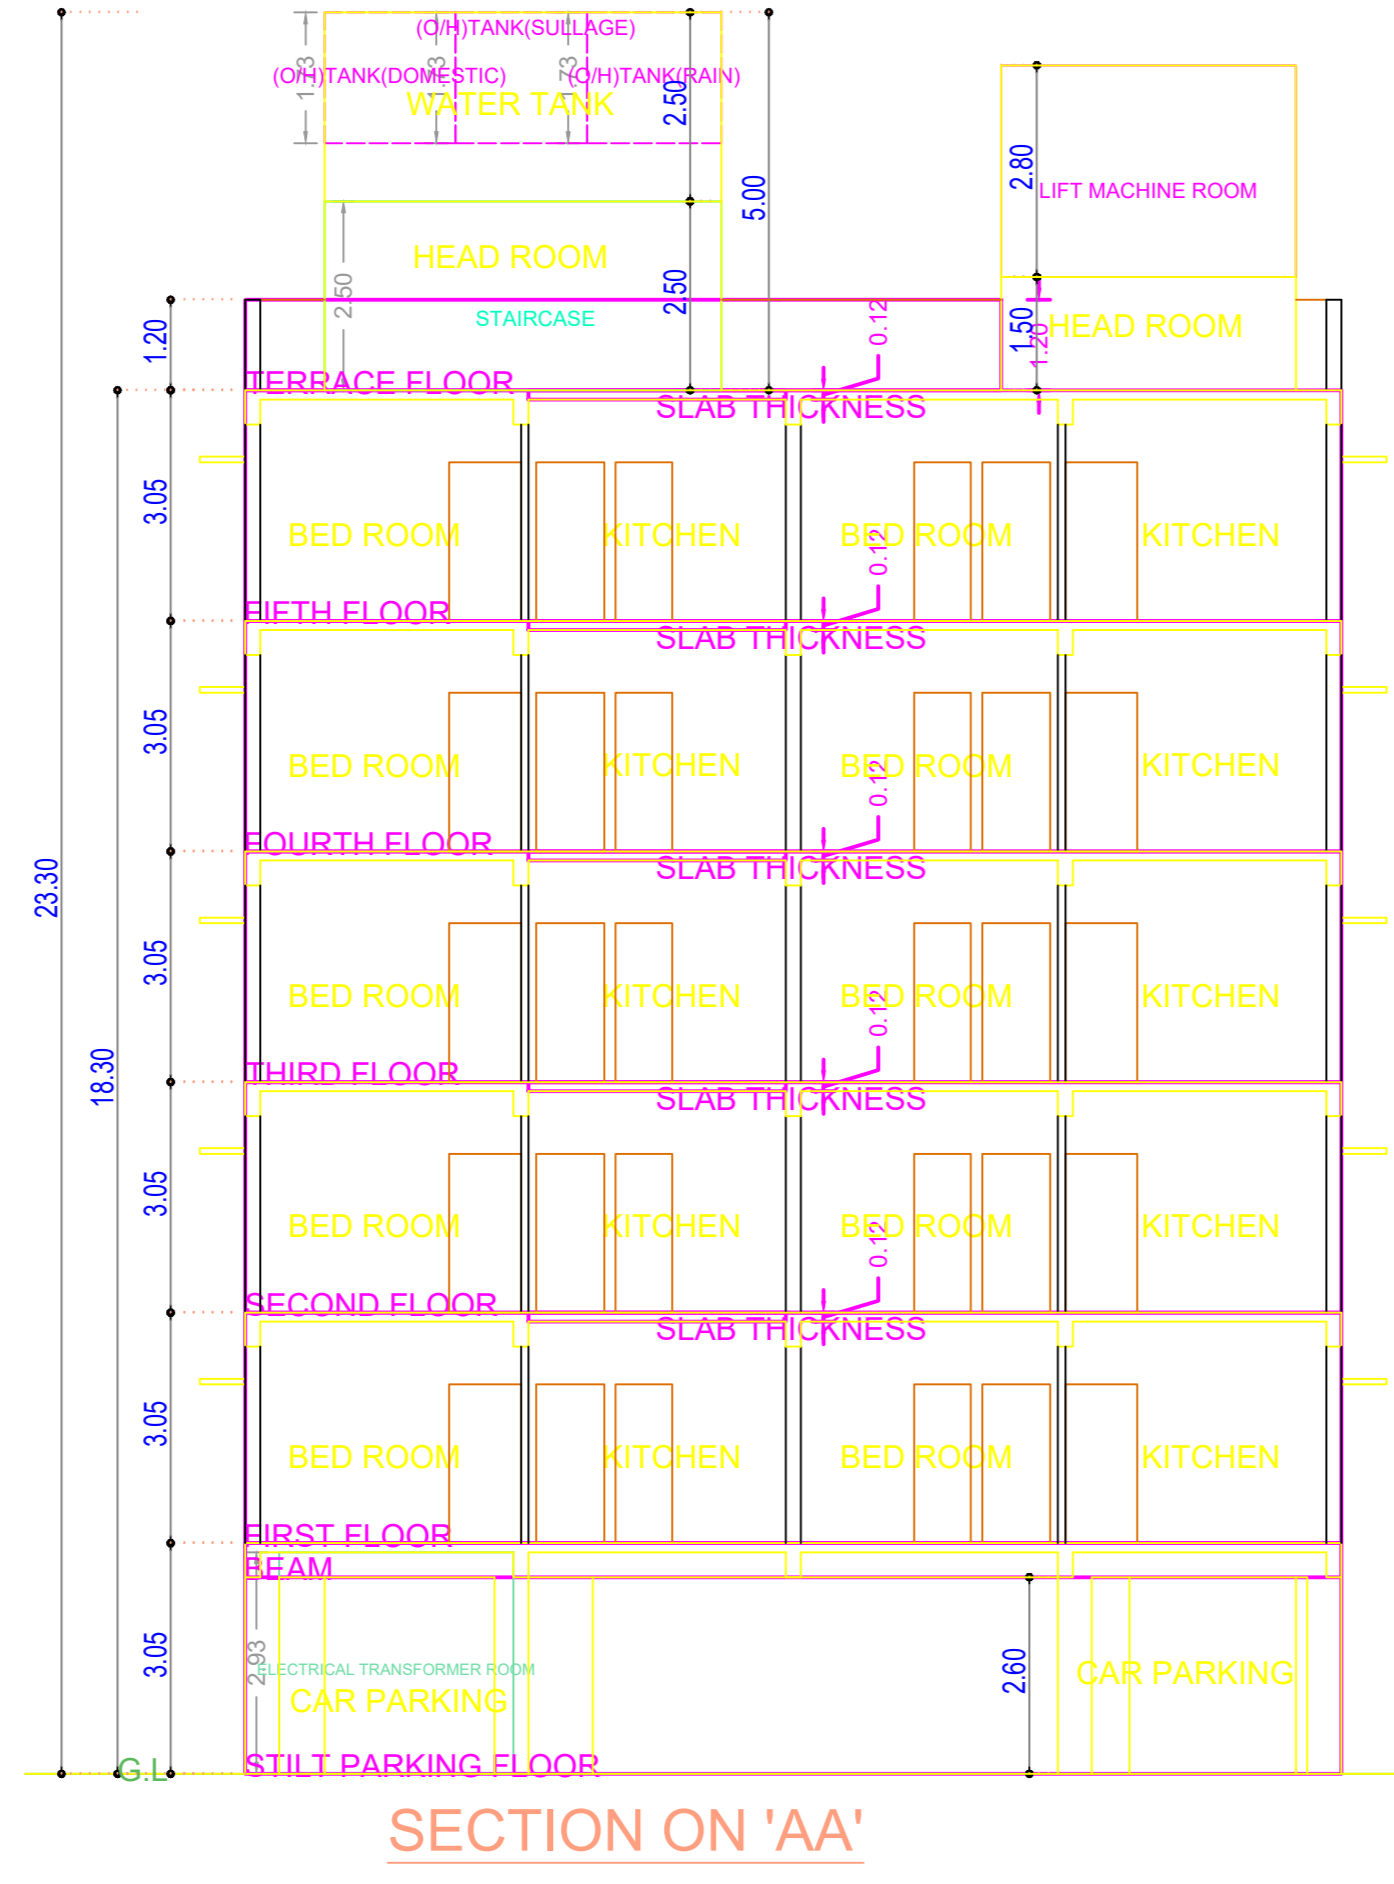 (O/H)TANK(SULLAGE)
1.73
1.73
1.73
(O/H)TANK(DOMESTIC)
(O/H)TANK(RAIN)
WATER TANK
2.50
2.80
5.00
LIFT MACHINE ROOM
HEAD ROOM
2.50
2.50
STAIRCASE
1.20
0.12
1.50
1.20
HEAD ROOM
TERRACE FLOOR
SLAB THICKNESS
3.05
BED ROOM
KITCHEN
BED ROOM
KITCHEN
0.12
FIFTH FLOOR
SLAB THICKNESS
3.05
BED ROOM
KITCHEN
BED ROOM
KITCHEN
0.12
FOURTH FLOOR
SLAB THICKNESS
23.30
3.05
BED ROOM
KITCHEN
BED ROOM
KITCHEN
0.12
18.30
THIRD FLOOR
SLAB THICKNESS
3.05
BED ROOM
KITCHEN
BED ROOM
KITCHEN
0.12
SECOND FLOOR
SLAB THICKNESS
3.05
BED ROOM
KITCHEN
BED ROOM
KITCHEN
FIRST FLOOR
BEAM
3.05
2.93
ELECTRICAL TRANSFORMER ROOM
2.60
CAR PARKING
CAR PARKING
G.L
STILT PARKING FLOOR
SECTION ON 'AA'